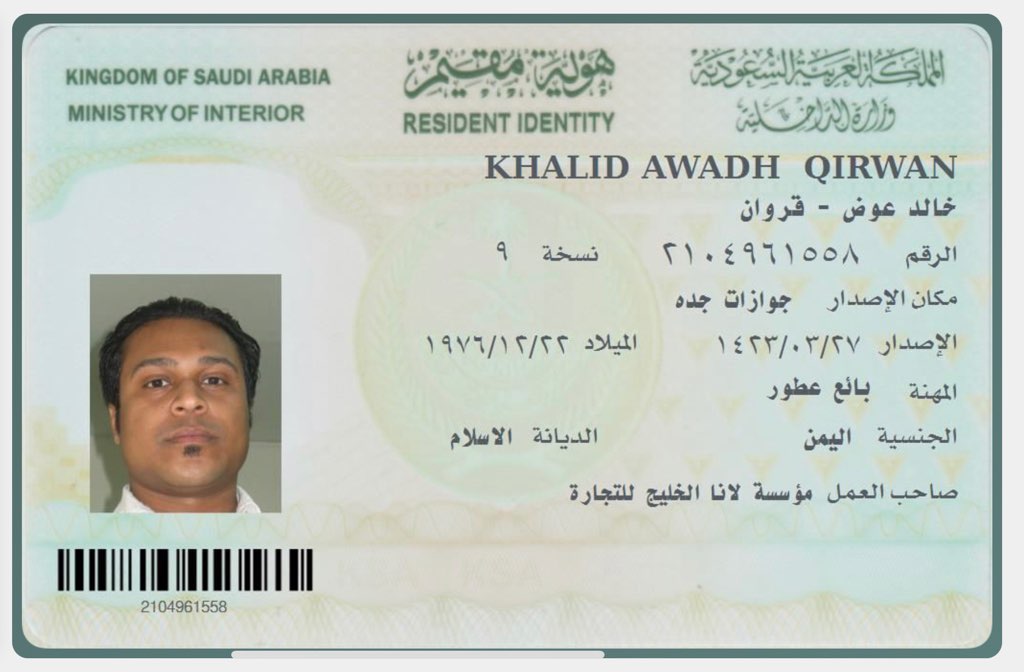 KINGDOM OF SAUDI ARABIA
MINISTRY OF INTERIOR
هوية مقيم
RESIDENT IDENTITY
المملكة العربية السعودية
وزارة الداخلية
KHALID AWADH QIRWAN
خالد عوض - قروان
الرقم ٢١٠٤٩٦١٥٥٨ نسخة ٩
مكان الإصدار جوازات جده
الإصدار ١٤٢٣/٠٣/٢٧ الميلاد ١٩٧٦/١٢/٢٢
المهنة بائع عطور
الجنسية اليمن الديانة الاسلام
صاحب العمل مؤسسة لانا الخليج للتجارة
2104961558